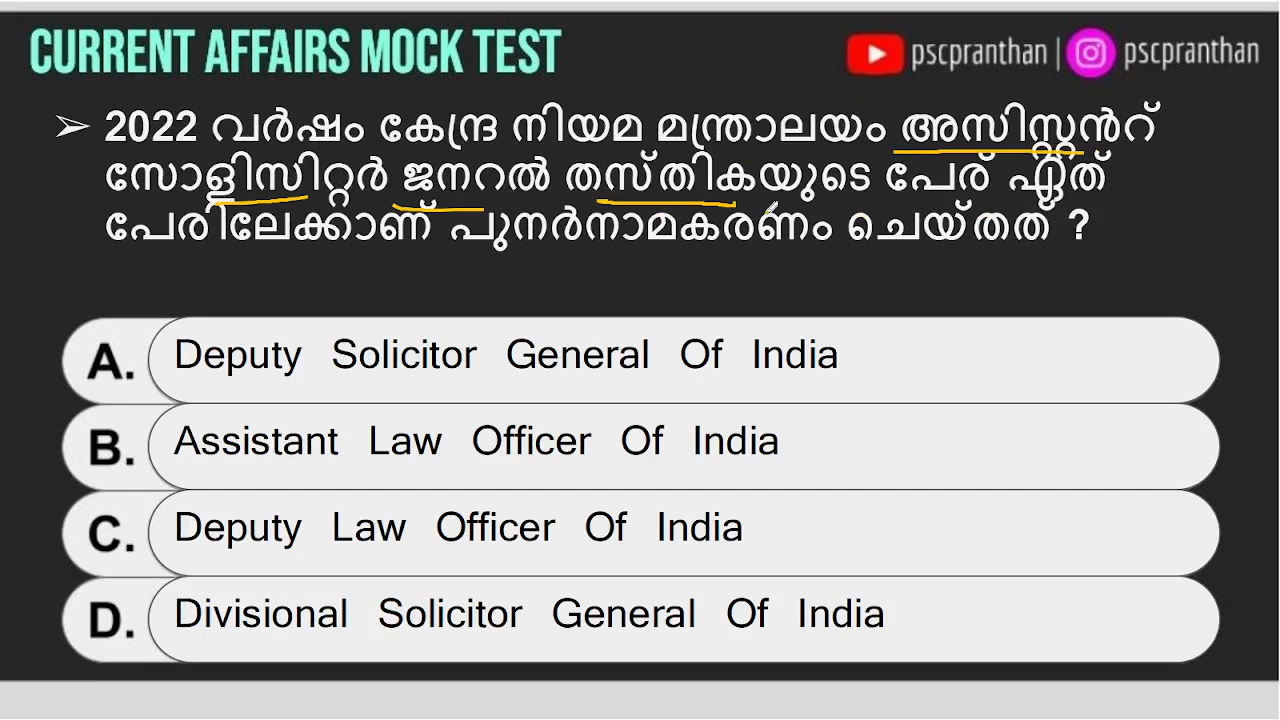 CURRENT AFFAIRS MOCK TEST
pscpranthan | pscpranthan
➢ 2022 വർഷം കേന്ദ്ര നിയമ മന്ത്രാലയം അസിസ്റ്റൻറ്
സോളിസിറ്റർ ജനറൽ തസ്തികയുടെ പേര് ഏത്
പേരിലേക്കാണ് പുനർനാമകരണം ചെയ്തത് ?
A. Deputy Solicitor General Of India
B. Assistant Law Officer Of India
C. Deputy Law Officer Of India
D. Divisional Solicitor General Of India